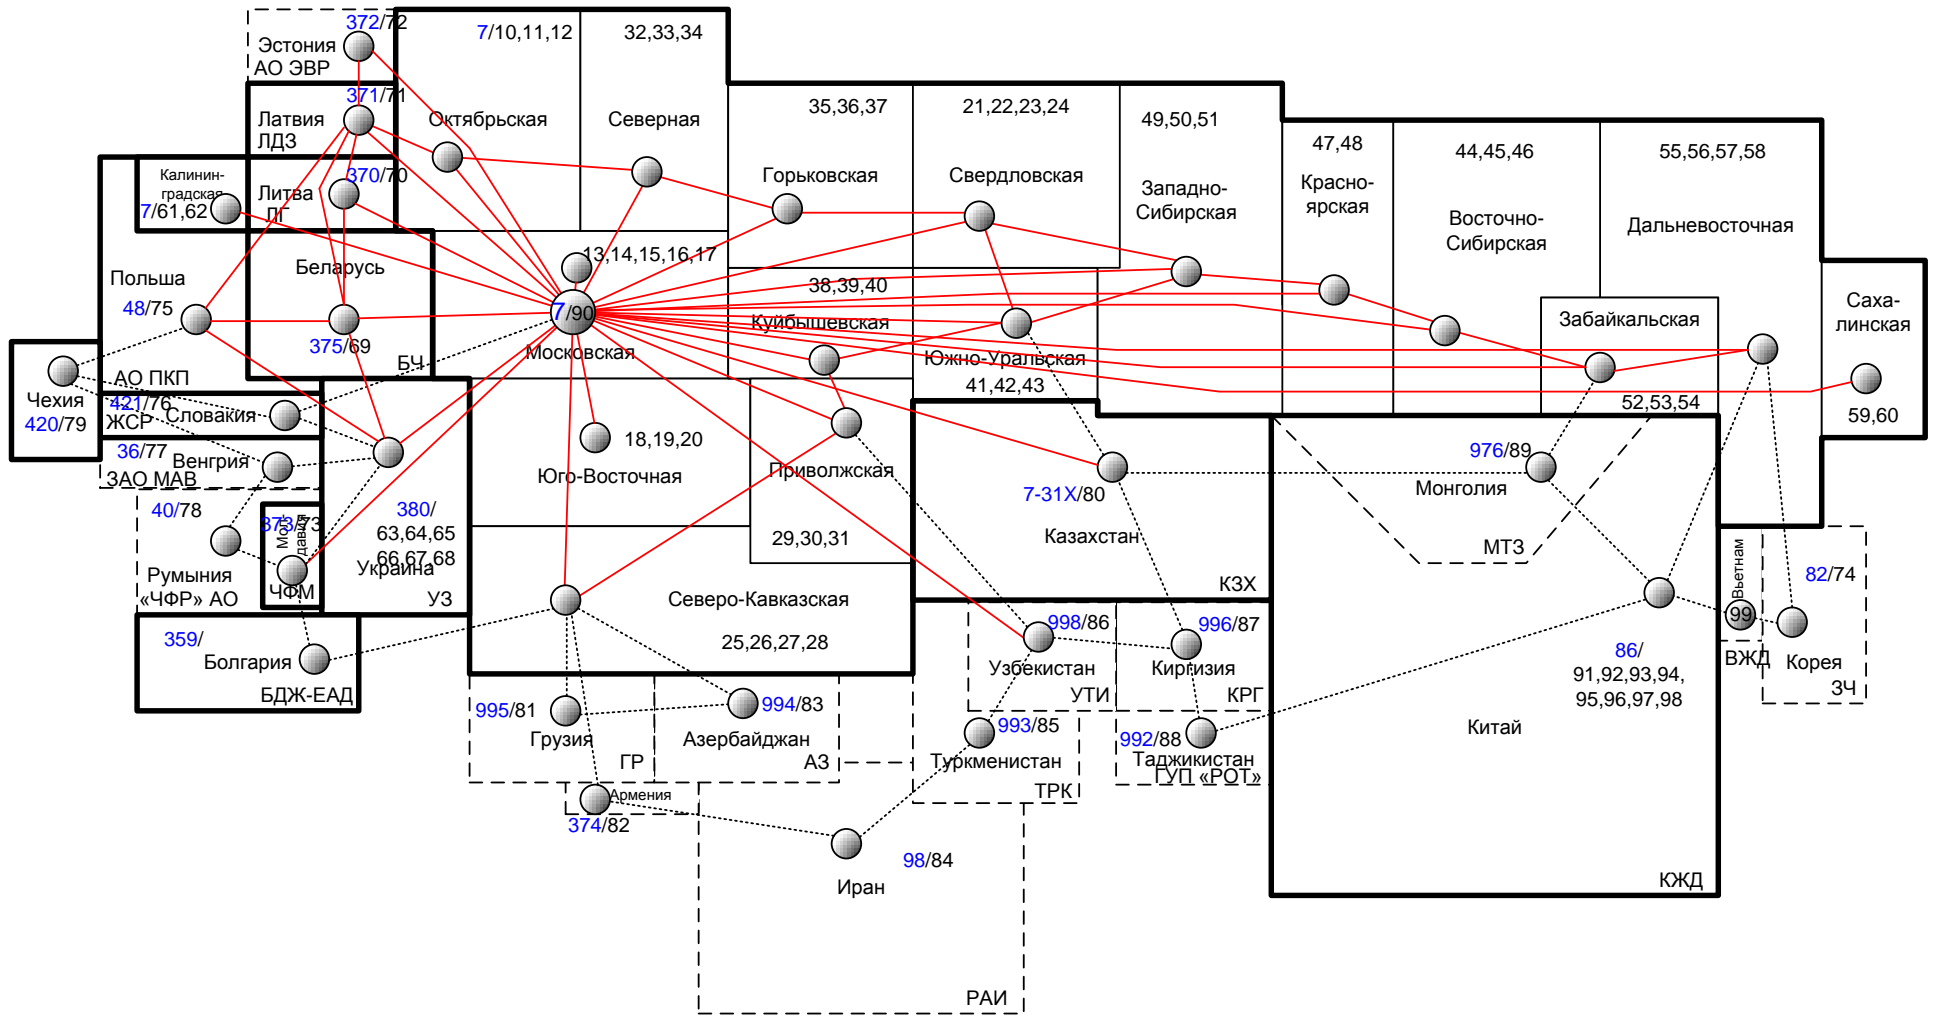 372/72
Эстония
АО ЭВР
7/10,11,12
32,33,34
371/71
Латвия
ЛДЗ
Октябрьская
Северная
35,36,37
21,22,23,24
49,50,51
47,48
44,45,46
55,56,57,58
Калинин-
градская
7/61,62
370/70
Литва
ЛГ
Горьковская
Свердловская
Западно-
Сибирская
Красно-
ярская
Восточно-
Сибирская
Дальневосточная
Польша
48/75
АО ПКП
Беларусь
375/69
БЧ
13,14,15,16,17
7/90
Московская
38,39,40
Куйбышевская
Южно-Уральская
41,42,43
Забайкальская
52,53,54
Саха-
линская
59,60
Чехия
420/79
421/76
Словакия
ЖСР
36/77
Венгрия
ЗАО МАВ
40/78
Румыния
«ЧФР» АО
373/73
Мол-
давия
ЧФМ
380/
63,64,65
66,67,68
Украина
УЗ
18,19,20
Юго-Восточная
Приволжская
29,30,31
7-31X/80
Казахстан
КЗХ
976/89
Монголия
МТЗ
Вьетнам
99
ВЖД
82/74
Корея
ЗЧ
359/
Болгария
БДЖ-ЕАД
Северо-Кавказская
25,26,27,28
998/86
Узбекистан
УТИ
996/87
Киргизия
КРГ
86/
91,92,93,94,
95,96,97,98
Китай
КЖД
995/81
Грузия
ГР
994/83
Азербайджан
АЗ
993/85
Туркменистан
ТРК
992/88
Таджикистан
ГУП «РОТ»
Армения
374/82
98/84
Иран
РАИ